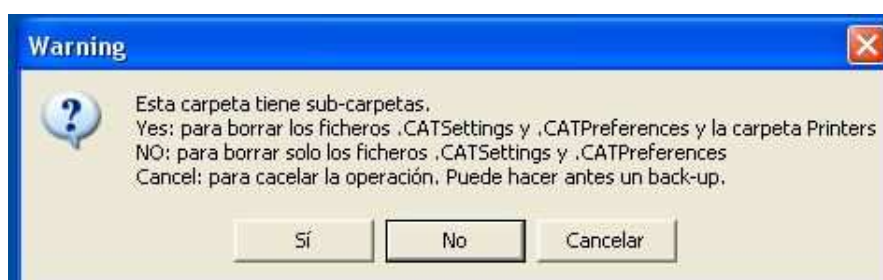 Warning
Esta carpeta tiene sub-carpetas.
Yes: para borrar los ficheros .CATSettings y .CATPreferences y la carpeta Printers
NO: para borrar solo los ficheros .CATSettings y .CATPreferences
Cancel: para cacelar la operación. Puede hacer antes un back-up.
Sí No Cancelar